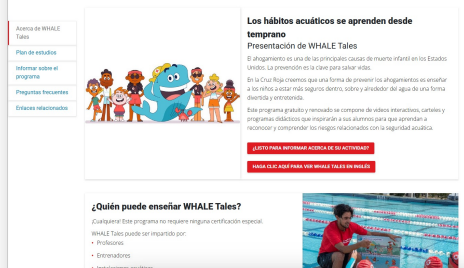 Acerca de WHALE
Tales
Plan de estudios
Informar sobre el
programa
Preguntas frecuentes
Enlaces relacionados
Los hábitos acuáticos se aprenden desde
temprano
Presentación de WHALE Tales
El ahogamiento es una de las principales causas de muerte infantil en los Estados
Unidos. La prevención es la clave para salvar vidas.
En la Cruz Roja creemos que una forma de prevenir los ahogamientos es enseñar
a los niños a estar más seguros dentro, sobre y alrededor del agua de una forma
divertida y entretenida.
Este programa gratuito y renovado se compone de videos interactivos, carteles y
programas didácticos que inspirarán a sus alumnos para que aprendan a
reconocer y comprender los riesgos relacionados con la seguridad acuática.
¿LISTO PARA INFORMAR ACERCA DE SU ACTIVIDAD?
HAGA CLIC AQUÍ PARA VER WHALE TALES EN INGLÉS
¿Quién puede enseñar WHALE Tales?
¡Cualquiera! Este programa no requiere ninguna certificación especial.
WHALE Tales puede ser impartido por:
• Profesores
• Entrenadores